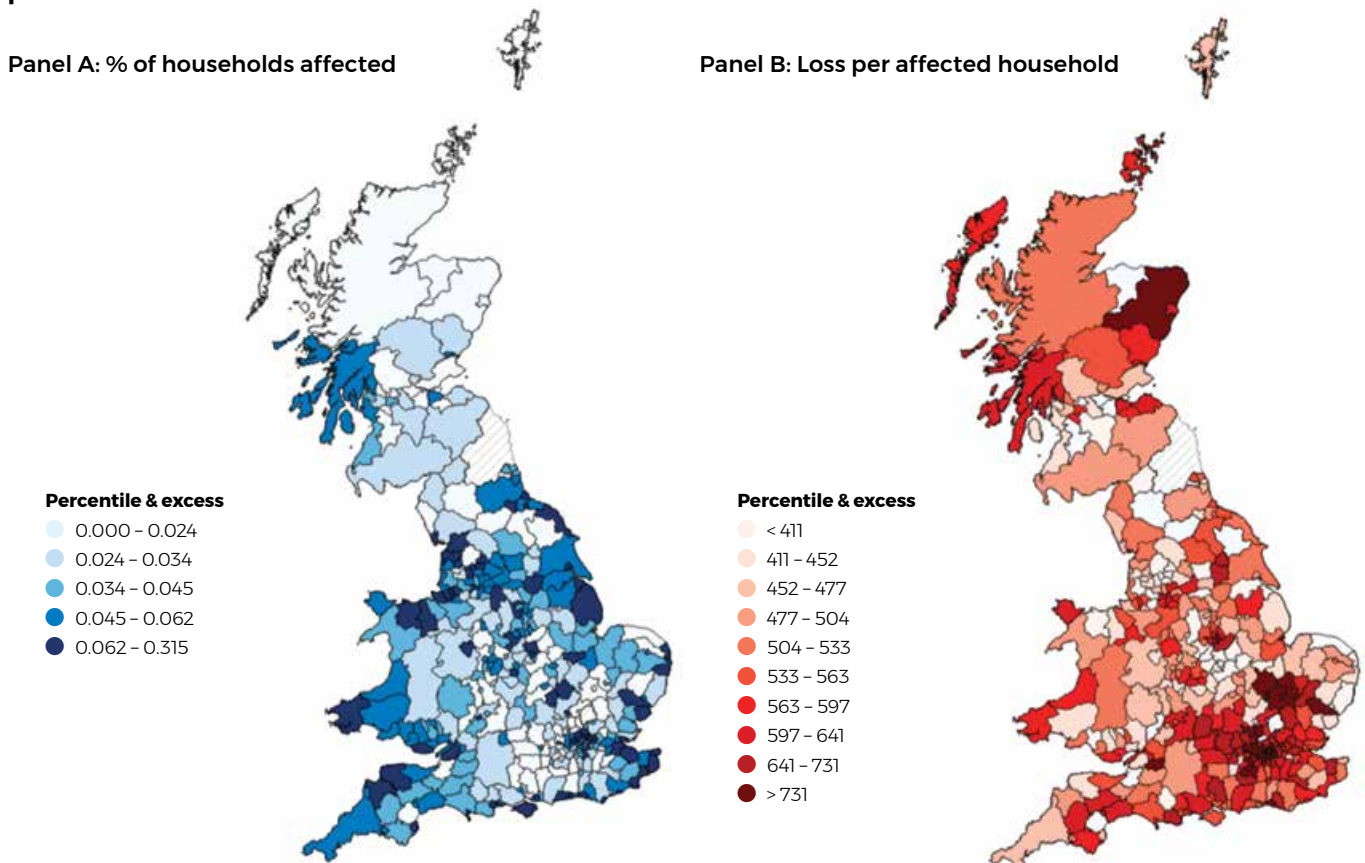 Panel A: % of households affected
Panel B: Loss per affected household
Percentile & excess
0.000 – 0.024
0.024 – 0.034
0.034 – 0.045
0.045 – 0.062
0.062 – 0.315
Percentile & excess
< 411
411 – 452
452 – 477
477 – 504
504 – 533
533 – 563
563 – 597
597 – 641
641 – 731
> 731